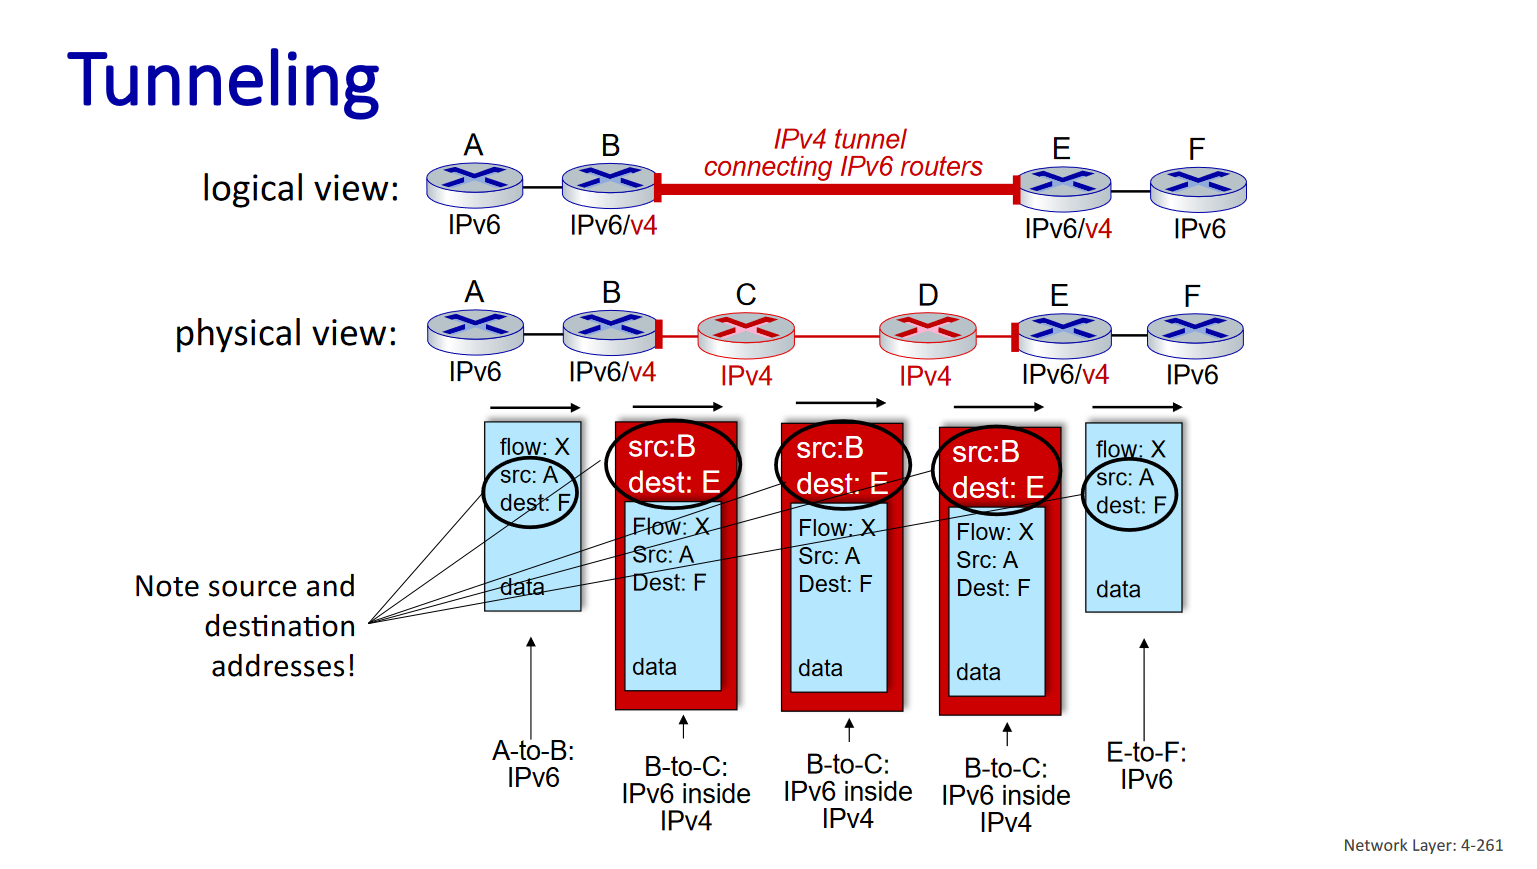 Tunneling
IPv4 tunnel
connecting IPv6 routers
logical view:
A
B
E
F
IPv6
IPv6/v4
IPv6/v4
IPv6
physical view:
A
B
C
D
E
F
IPv6
IPv6/v4
IPv4
IPv4
IPv6/v4
IPv6
flow: X
src: A
dest: F
data
src:B
dest: E
Flow: X
Src: A
Dest: F
data
src:B
dest: E
Flow: X
Src: A
Dest: F
data
src:B
dest: E
Flow: X
Src: A
Dest: F
data
flow: X
src: A
dest: F
data
Note source and
destination
addresses!
A-to-B:
IPv6
B-to-C:
IPv6 inside
IPv4
B-to-C:
IPv6 inside
IPv4
B-to-C:
IPv6 inside
IPv4
E-to-F:
IPv6
Network Layer: 4-261